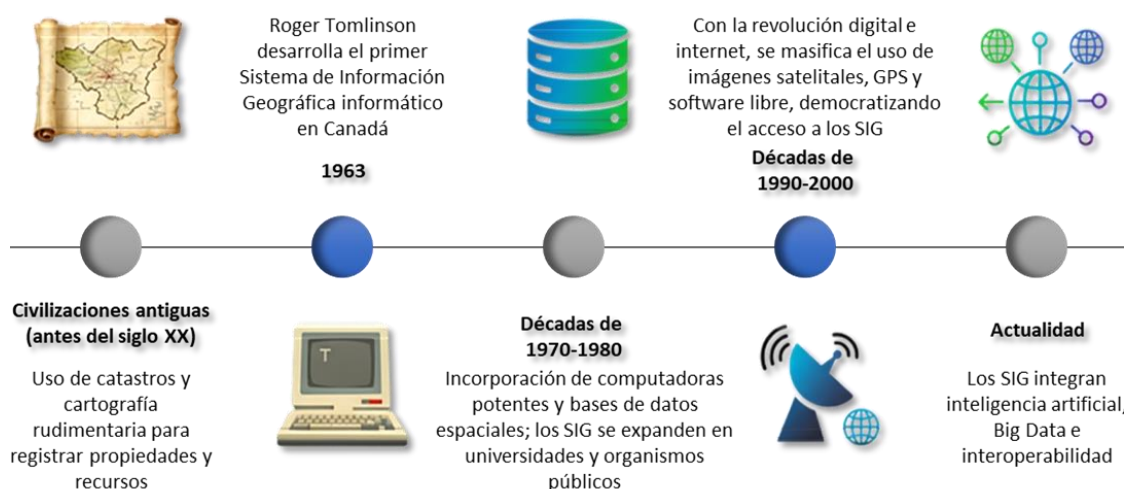 Civilizaciones antiguas
(antes del siglo XX)
Uso de catastros y
cartografía
rudimentaria para
registrar propiedades y
recursos
Roger Tomlinson
desarrolla el primer
Sistema de Información
Geográfica informático
en Canadá
1963
T
Décadas de
1970-1980
Incorporación de computadoras
potentes y bases de datos
espaciales; los SIG se expanden en
universidades y organismos
públicos
Con la revolución digital e
internet, se masifica el uso de
imágenes satelitales, GPS y
software libre, democratizando
el acceso a los SIG
Décadas de
1990-2000
Actualidad
Los SIG integran
inteligencia artificial,
Big Data e
interoperabilidad